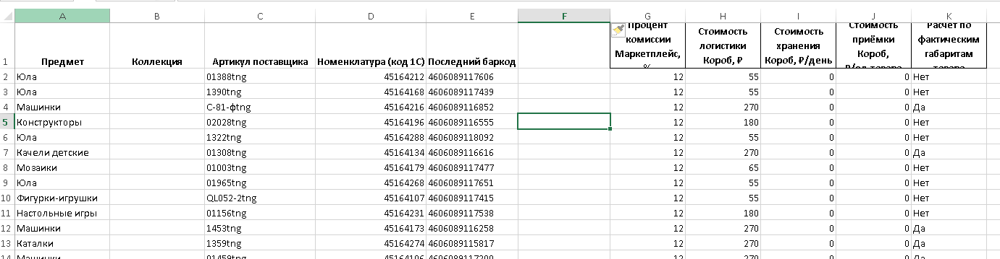 A B C D E F G H I J K
1 Предмет Коллекция Артикул поставщика Номенклатура (код 1С) Последний баркод Процент комиссии Маркетплейс, % Стоимость логистики Короб, ₽ Стоимость хранения Короб, ₽/день Стоимость приёмки Короб, ₽/ед. товара Расчет по фактическим габаритам товара
2 Юла 01388tng 45164212 4606089117606 12 55 0 0 Нет
3 Юла 1390tng 45164168 4606089117439 12 55 0 0 Нет
4 Машинки С-81-фtng 45164216 4606089116852 12 270 0 0 Да
5 Конструкторы 02028tng 45164196 4606089116555 12 180 0 0 Нет
6 Юла 1322tng 45164288 4606089118092 12 55 0 0 Нет
7 Качели детские 01308tng 45164134 4606089116616 12 270 0 0 Да
8 Мозаики 01003tng 45164179 4606089117477 12 65 0 0 Нет
9 Юла 01965tng 45164268 4606089117651 12 55 0 0 Нет
10 Фигурки-игрушки QL052-2tng 45164107 4606089117415 12 55 0 0 Нет
11 Настольные игры 01156tng 45164231 4606089117538 12 180 0 0 Нет
12 Машинки 1453tng 45164173 4606089116258 12 270 0 0 Да
13 Каталки 1359tng 45164274 4606089115817 12 270 0 0 Да
14 Машинки 01459tng 45164106 4606089117200 12 270 0 0 Да